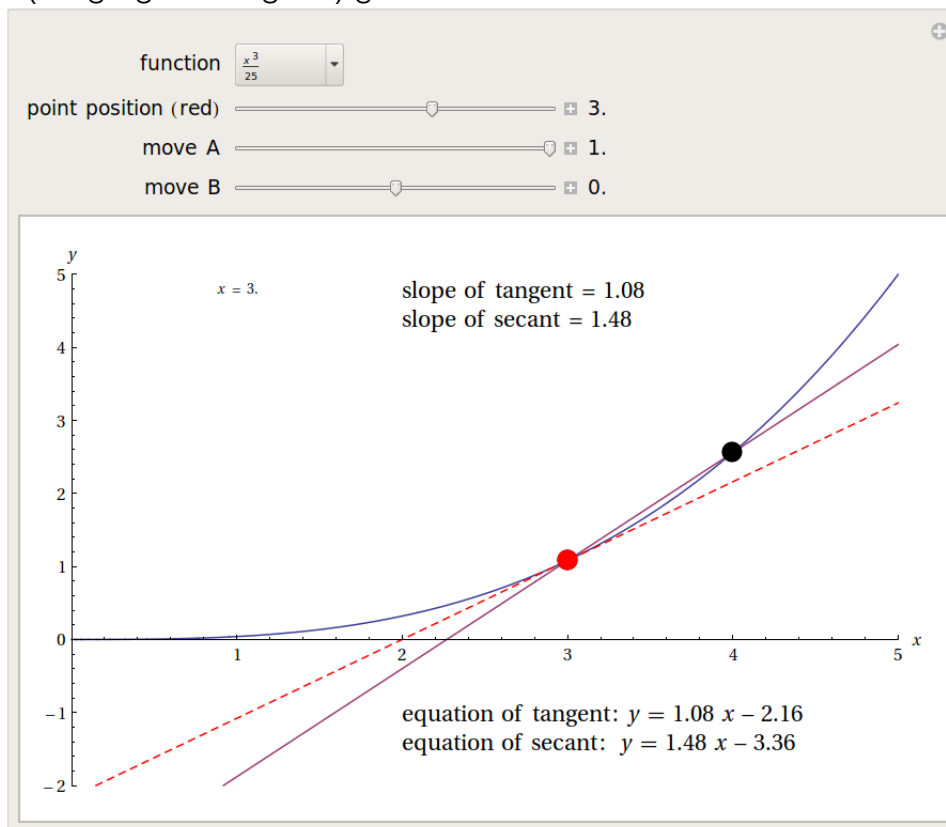 function x^3/25
point position (red) 3.
move A 1.
move B 0.
y
x = 3.
slope of tangent = 1.08
slope of secant = 1.48
5
4
3
2
1
0
1 2 3 4 5 x
-1
equation of tangent: y = 1.08 x − 2.16
equation of secant: y = 1.48 x − 3.36
-2